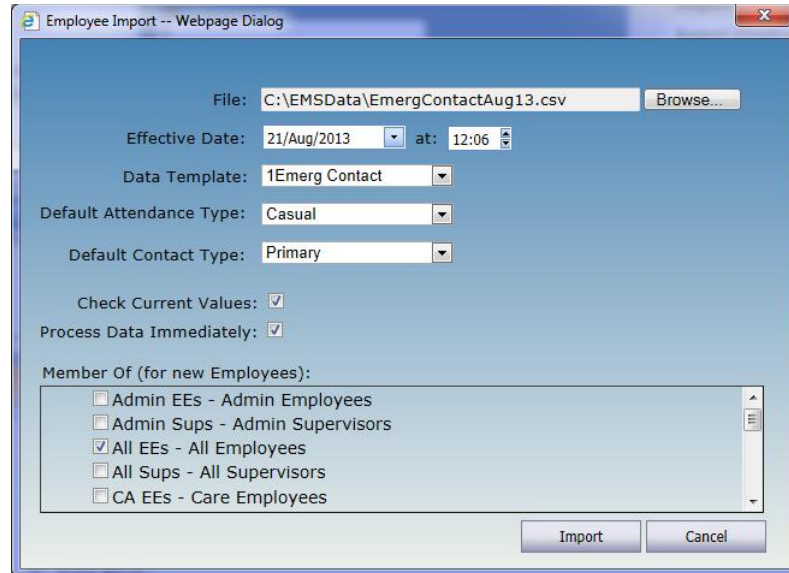 Employee Import -- Webpage Dialog
File: C:\EMSData\EmergContactAug13.csv Browse...
Effective Date: 21/Aug/2013 at: 12:06
Data Template: 1Emerg Contact
Default Attendance Type: Casual
Default Contact Type: Primary
Check Current Values:
Process Data Immediately:
Member Of (for new Employees):
Admin EEs - Admin Employees
Admin Sups - Admin Supervisors
All EEs - All Employees
All Sups - All Supervisors
CA EEs - Care Employees
Import Cancel